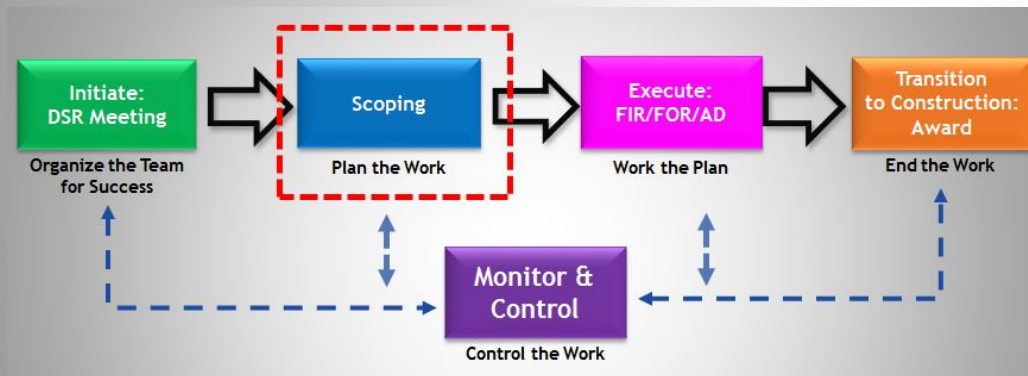 Initiate:
DSR Meeting
Organize the Team
for Success
Scoping
Plan the Work
Execute:
FIR/FOR/AD
Work the Plan
Transition
to Construction:
Award
End the Work
Monitor &
Control
Control the Work